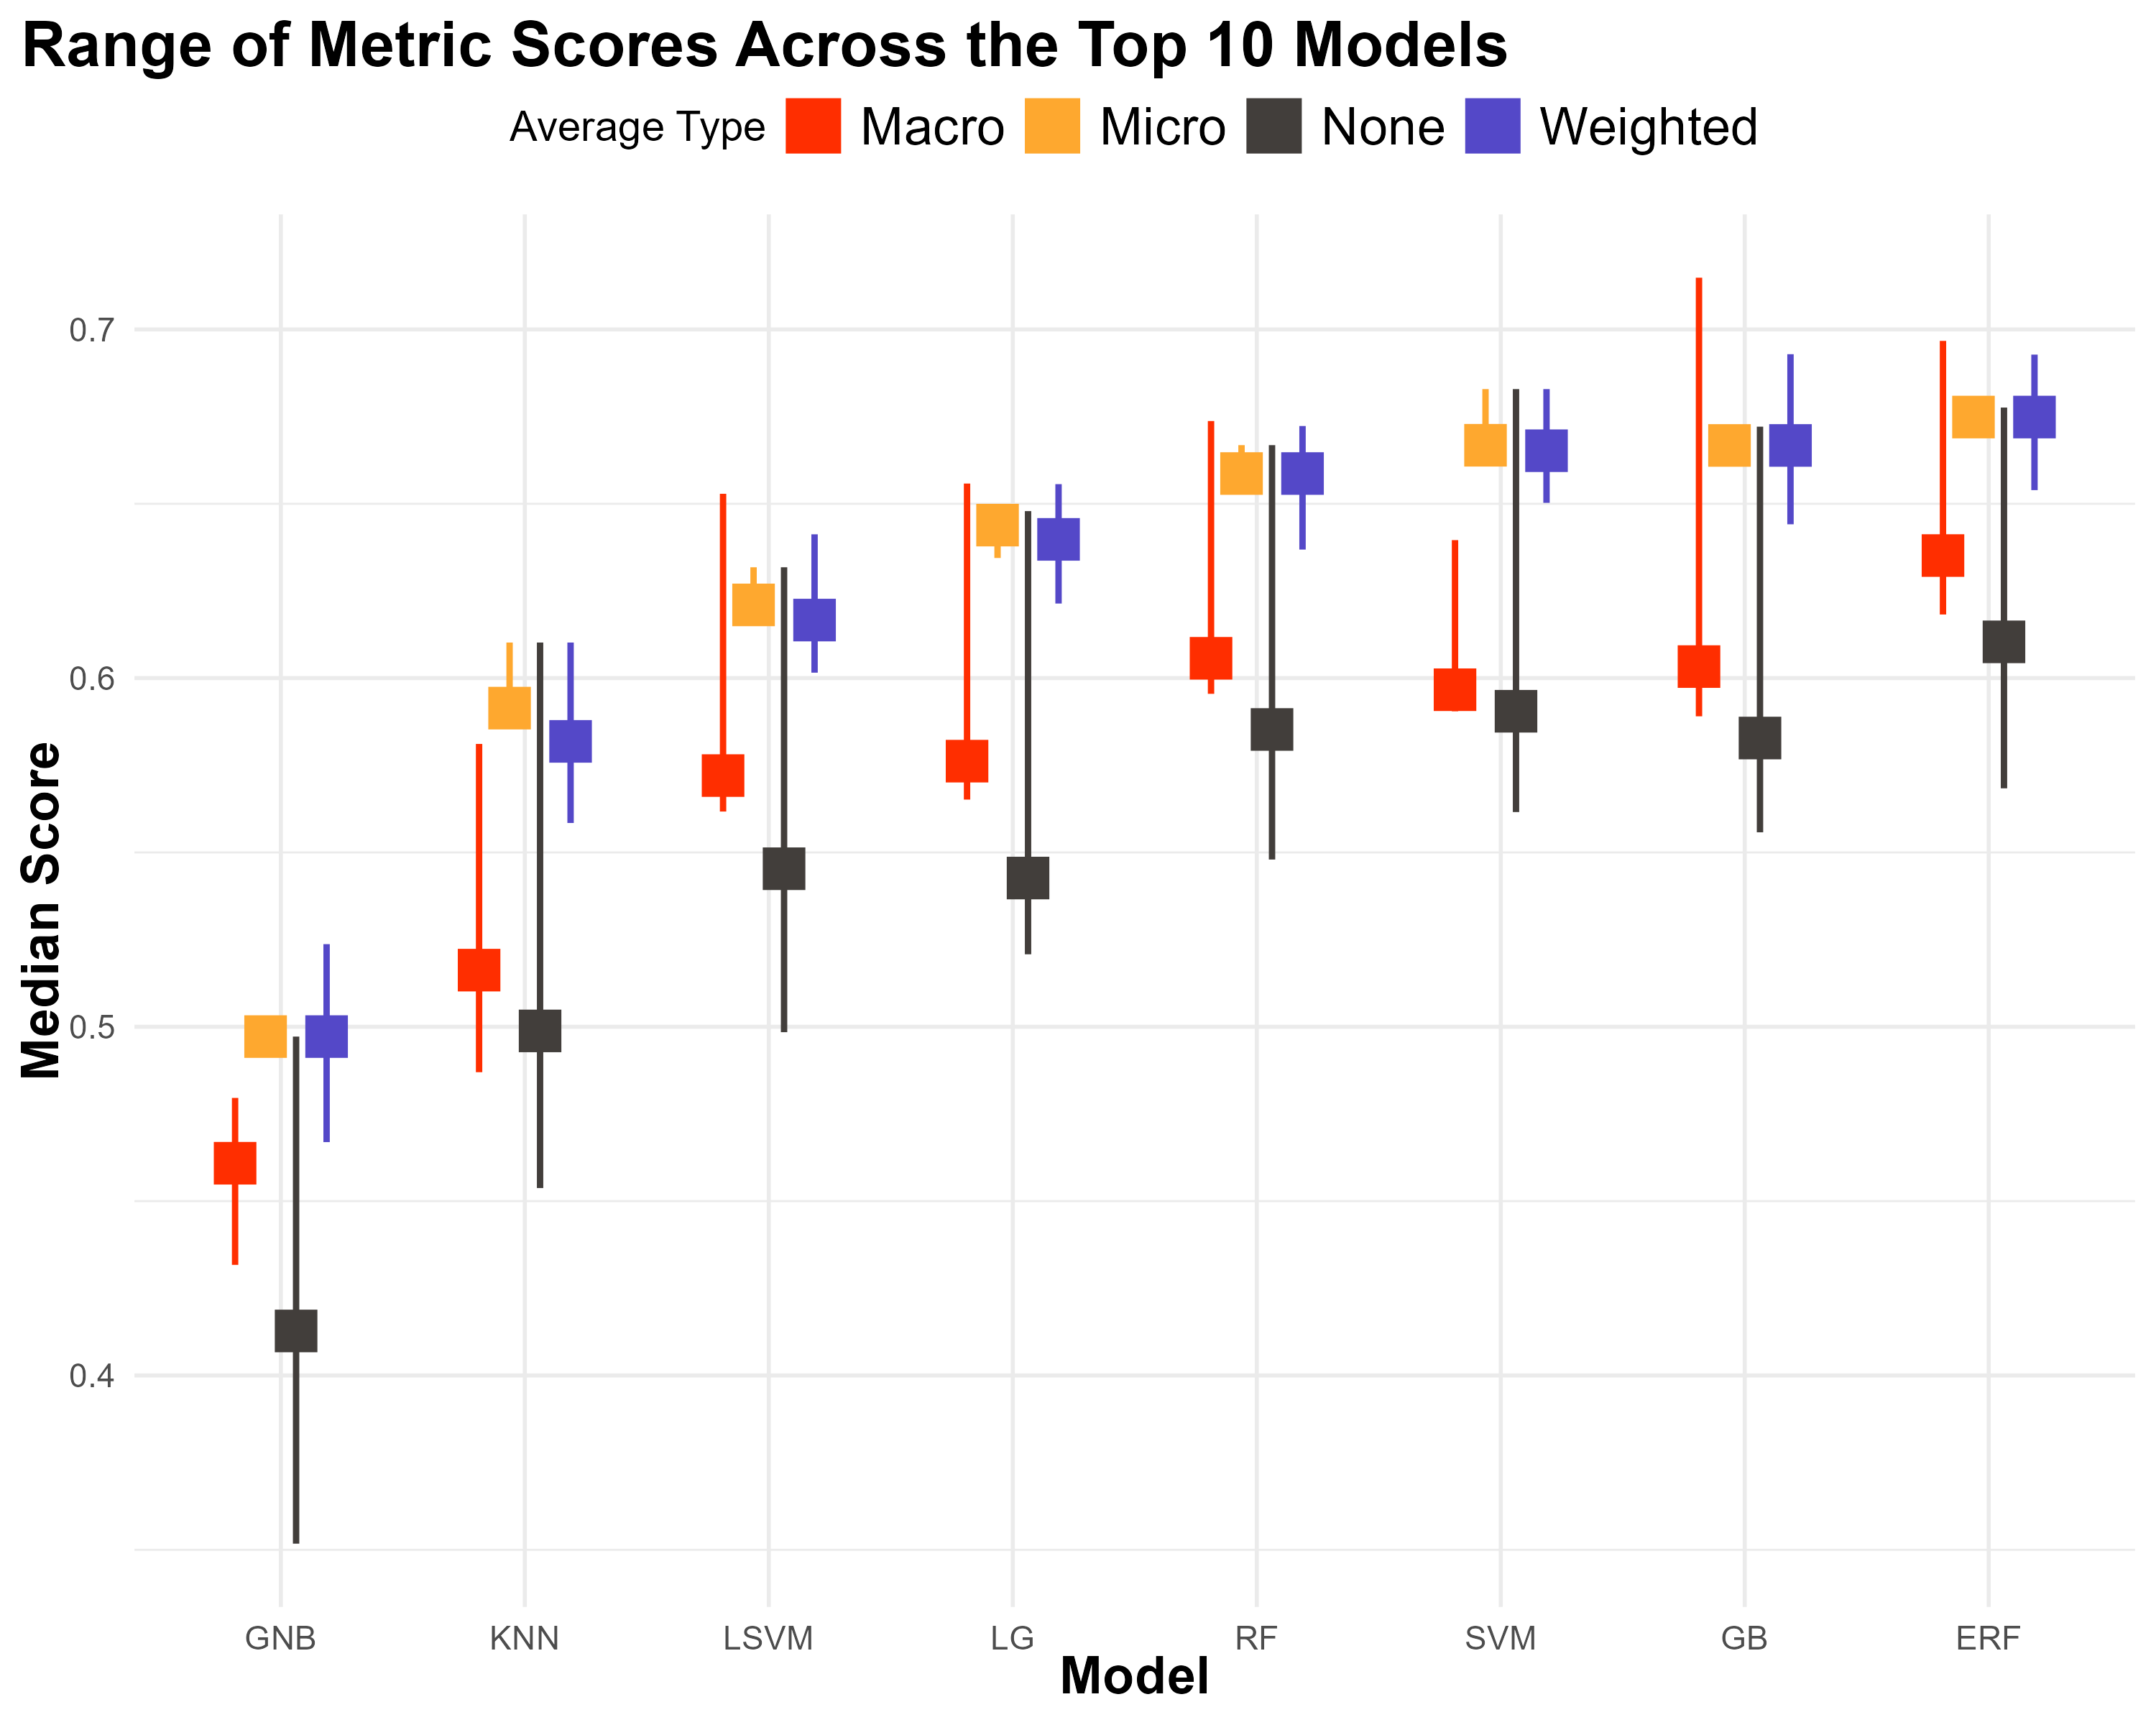 Range of Metric Scores Across the Top 10 Models
Average Type Macro Micro None Weighted
Median Score
0.7
0.6
0.5
0.4
GNB KNN LSVM LG RF SVM GB ERF
Model